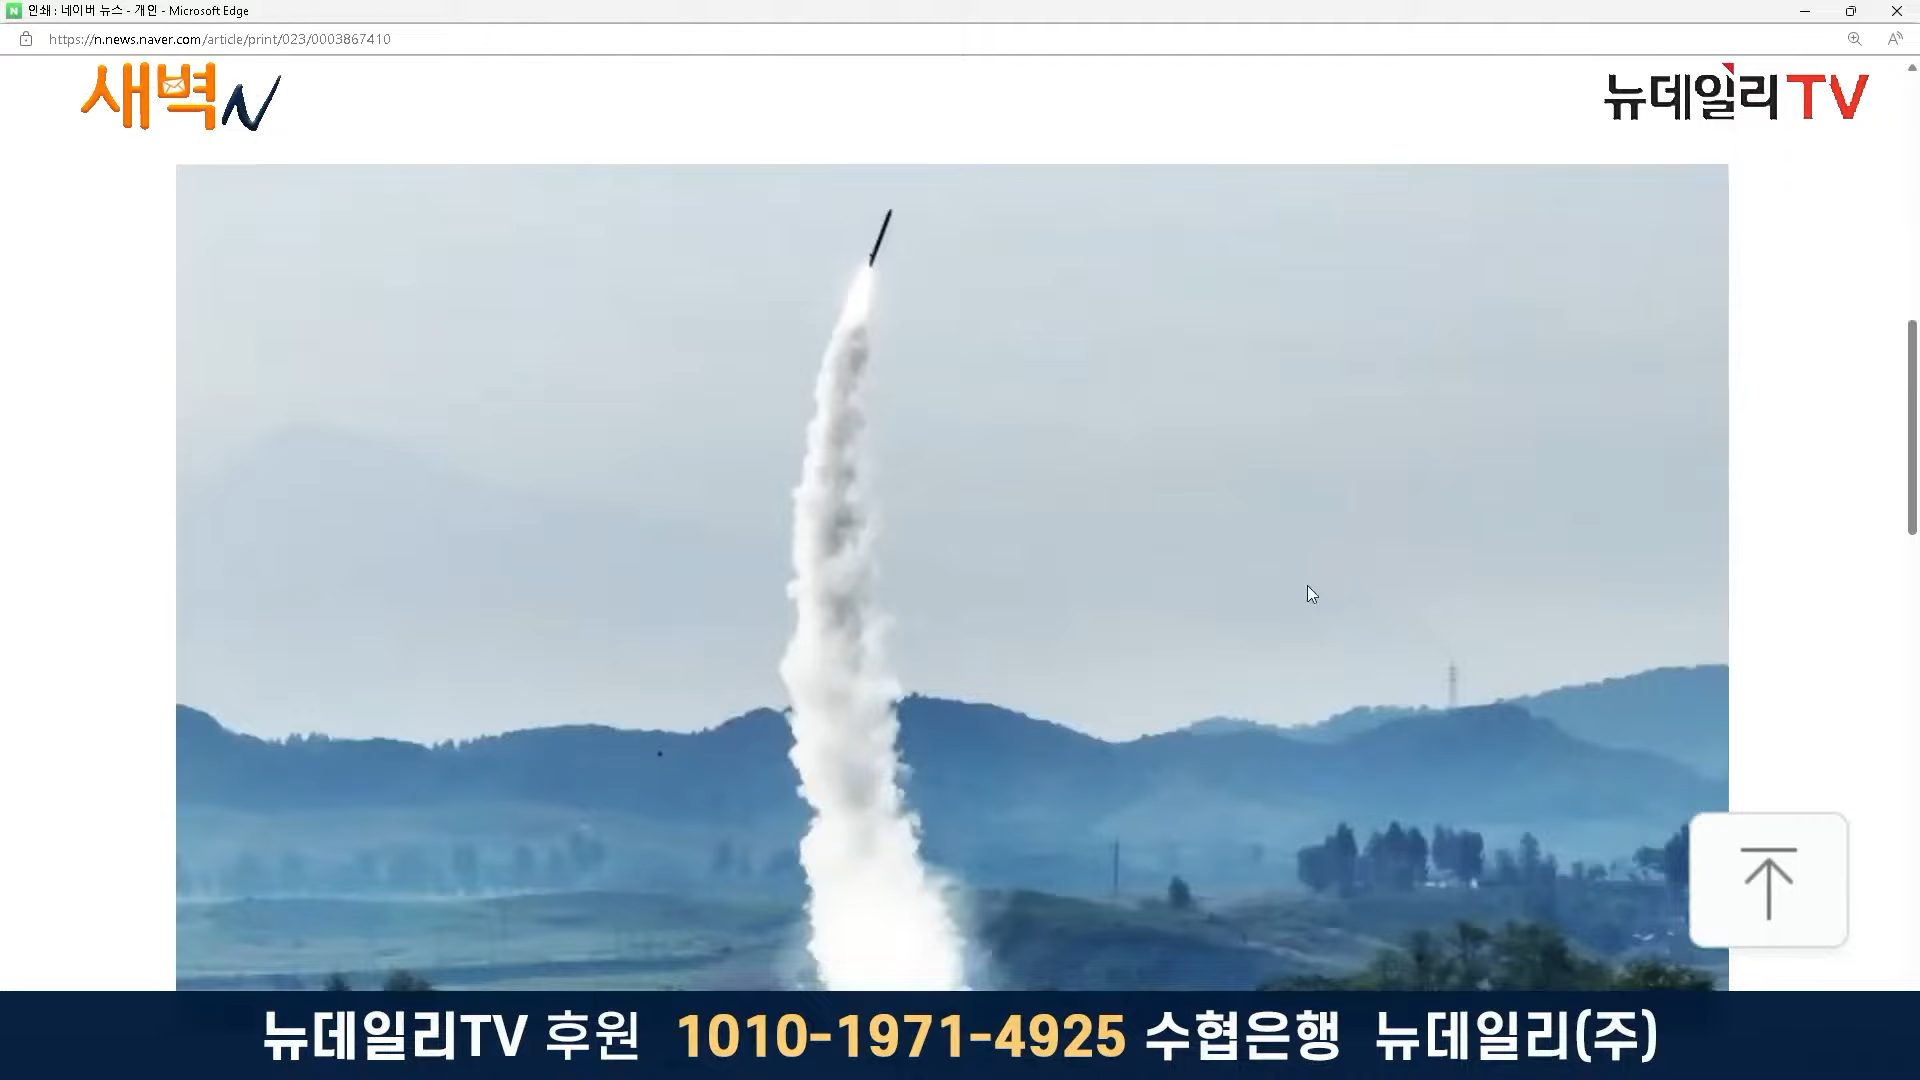 인쇄 : 네이버 뉴스 - 개인 - Microsoft Edge
https://n.news.naver.com/article/print/023/0003867410
새벽N
뉴데일리TV
뉴데일리TV 후원 1010-1971-4925 수협은행 뉴데일리(주)